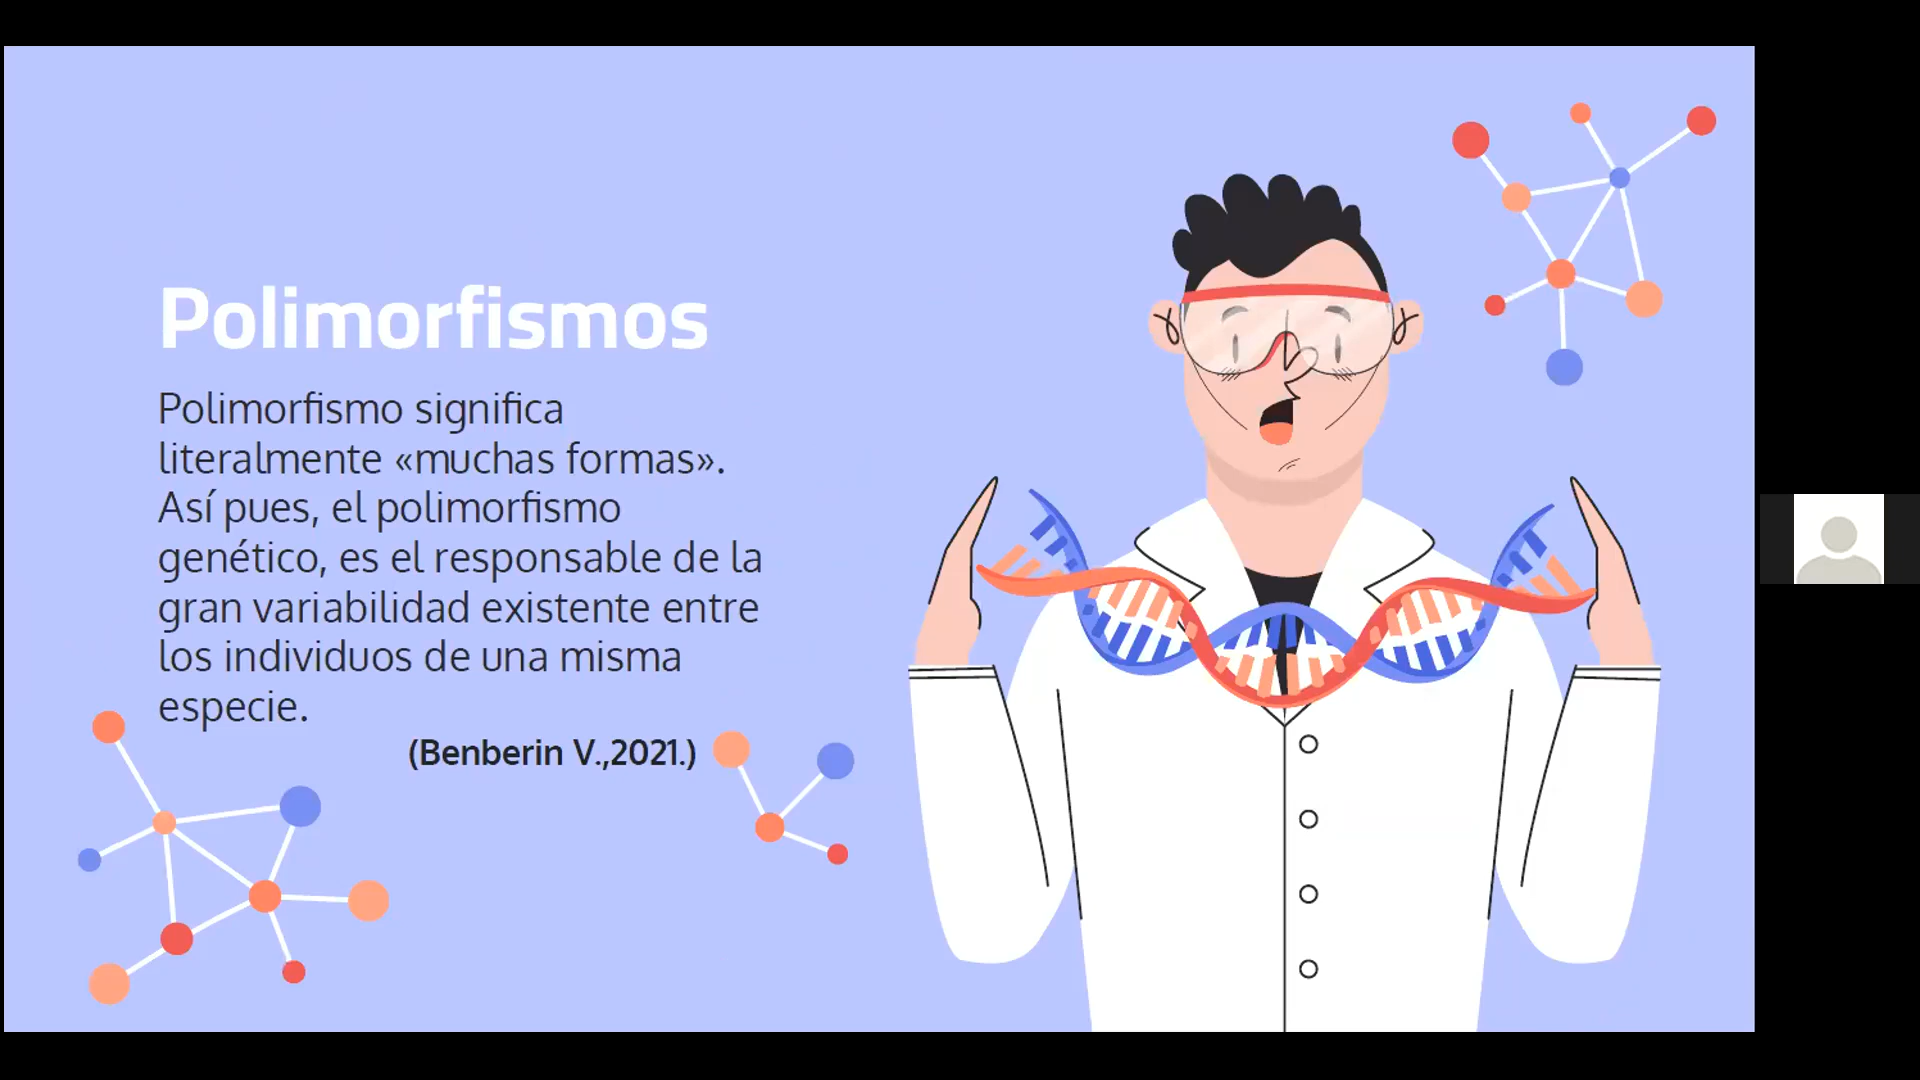 Polimorfismos
Polimorfismo significa
literalmente «muchas formas».
Así pues, el polimorfismo
genético, es el responsable de la
gran variabilidad existente entre
los individuos de una misma
especie.
(Benberin V.,2021.)